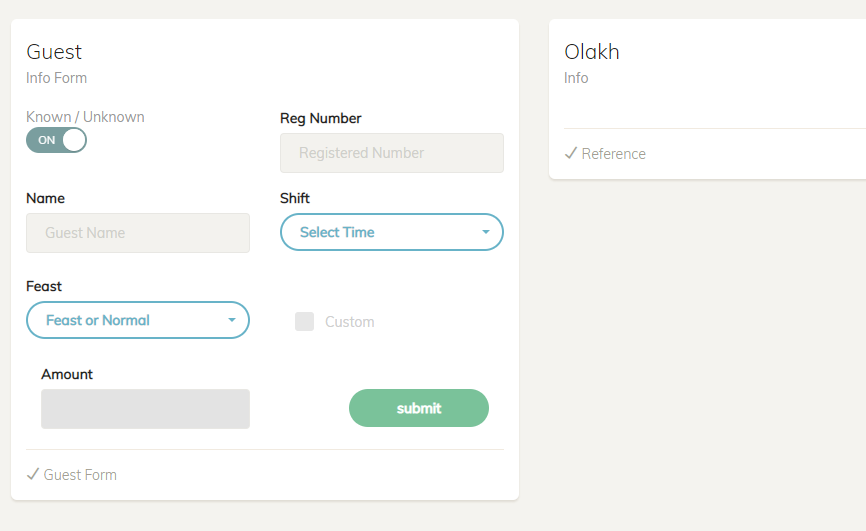 Guest
Info Form
Known / Unknown
ON
Reg Number
Registered Number
Name
Guest Name
Shift
Select Time
Feast
Feast or Normal
Custom
Amount
submit
Guest Form
Olakh
Info
Reference